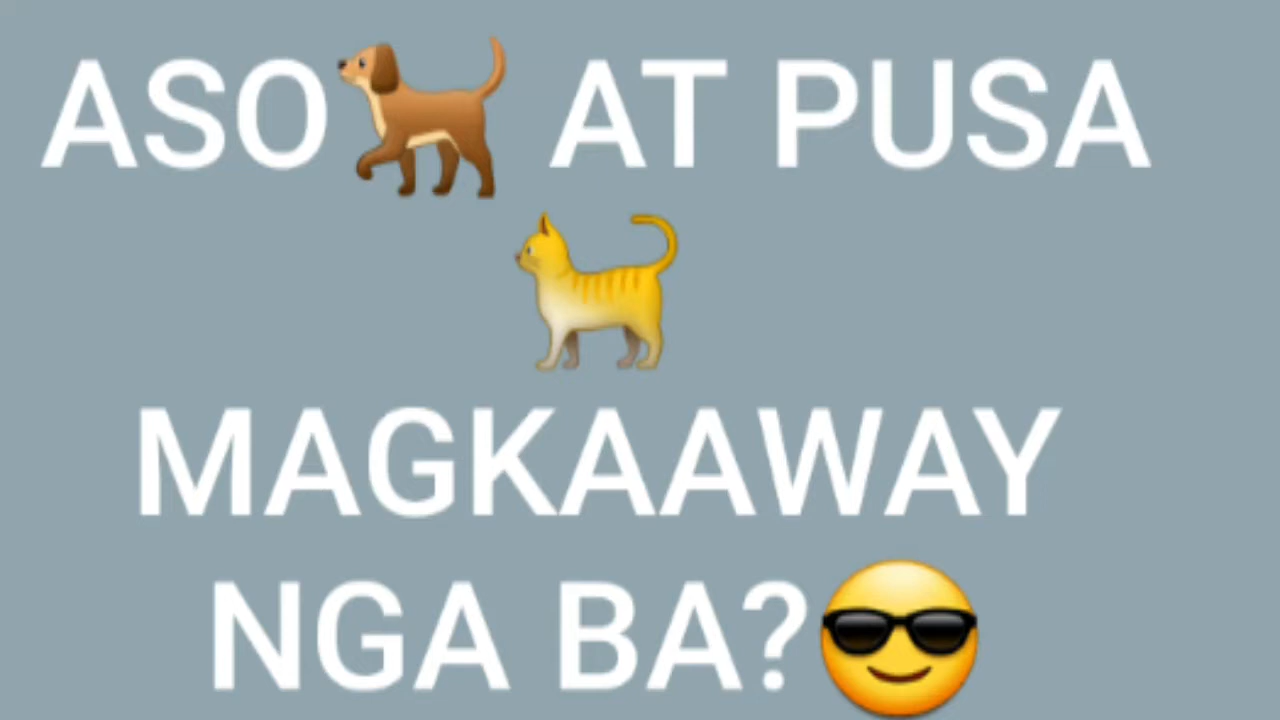 ASO🐕 AT PUSA
🐈
MAGKAAWAY
NGA BA?😎